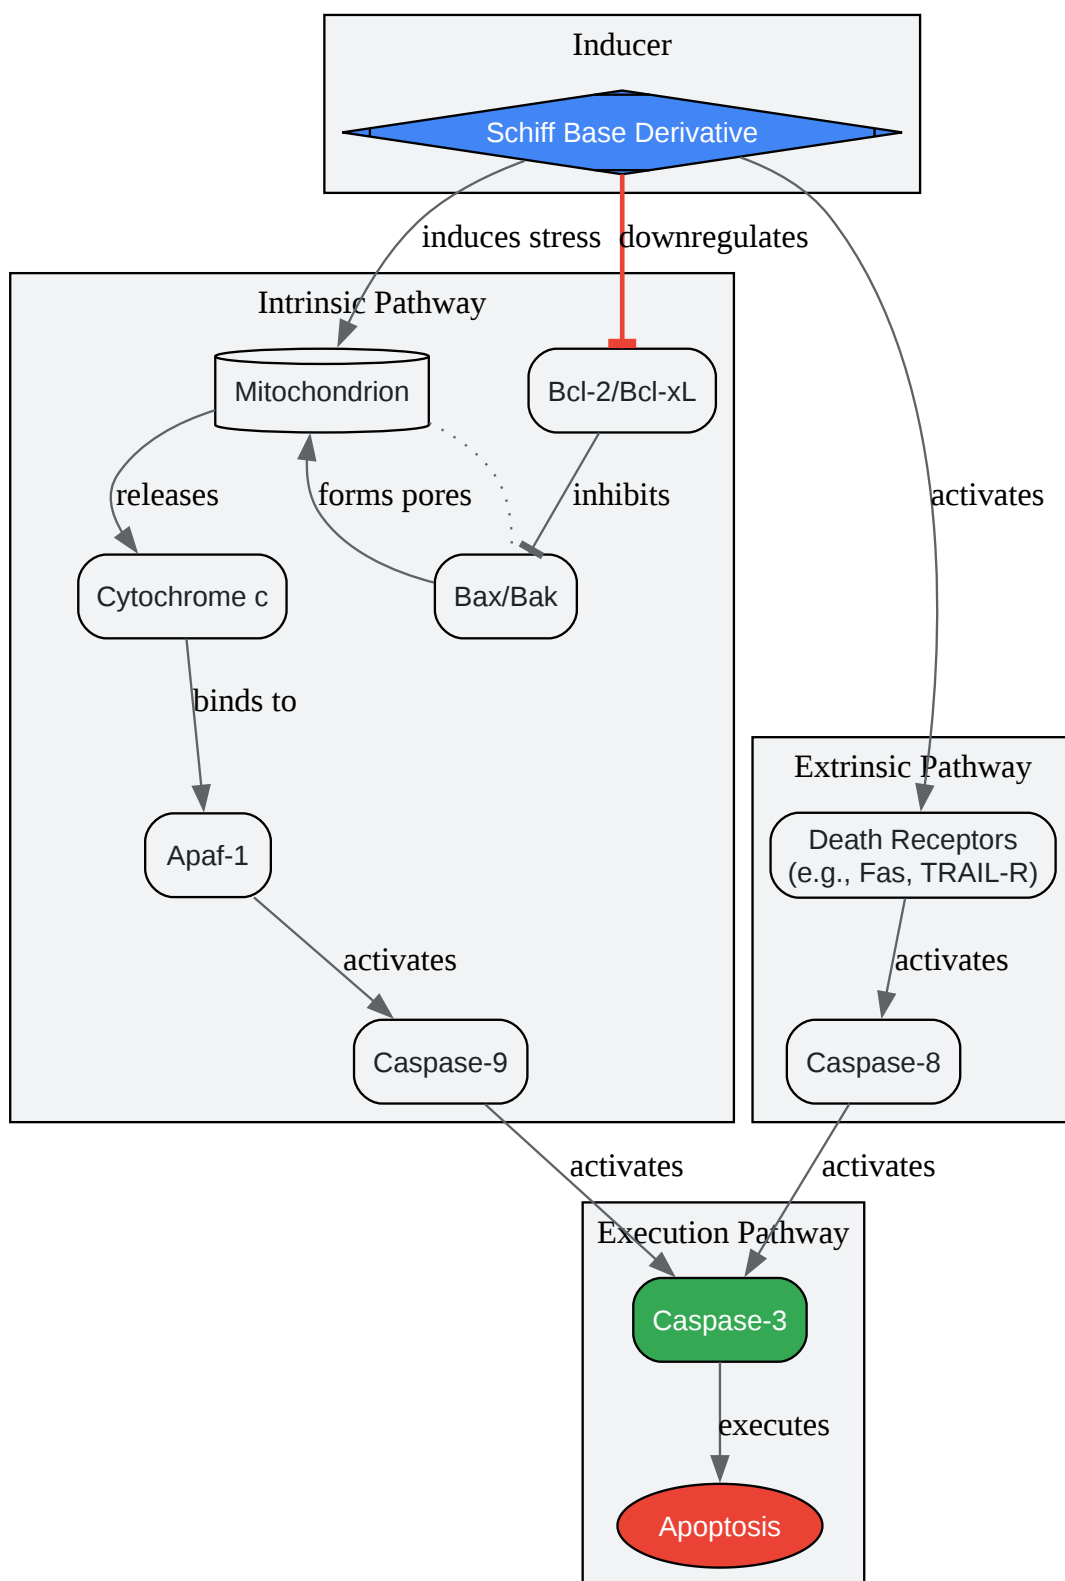 Inducer
Schiff Base Derivative
induces stress
downregulates
Intrinsic Pathway
Mitochondrion
Bcl-2/Bcl-xL
releases
forms pores
inhibits
activates
Cytochrome c
Bax/Bak
binds to
Extrinsic Pathway
Apaf-1
Death Receptors
(e.g., Fas, TRAIL-R)
activates
activates
Caspase-9
Caspase-8
activates
activates
Execution Pathway
Caspase-3
executes
Apoptosis